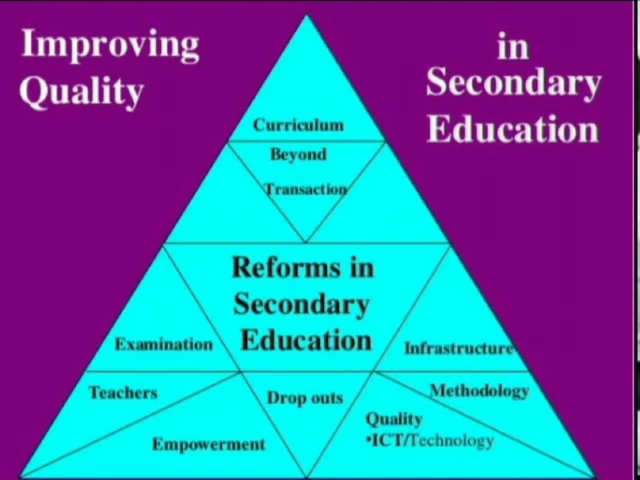 Improving
Quality
in
Secondary
Education
Curriculum
Beyond
Transaction
Reforms in
Secondary
Education
Examination
Infrastructure
Teachers
Drop outs
Methodology
Empowerment
Quality
•ICT/Technology